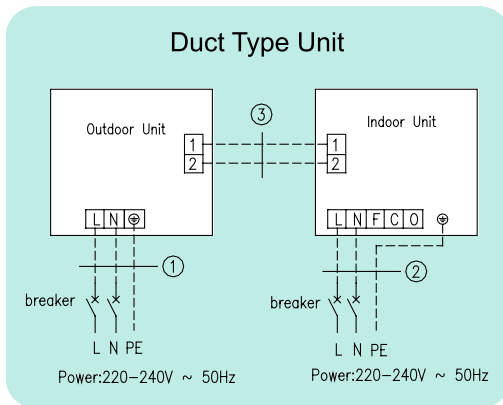 Duct Type Unit
③
Outdoor Unit
Indoor Unit
1
2
1
2
L N
L N F C O
①
②
breaker
breaker
L N PE
L N PE
Power:220-240V ~ 50Hz
Power:220-240V ~ 50Hz